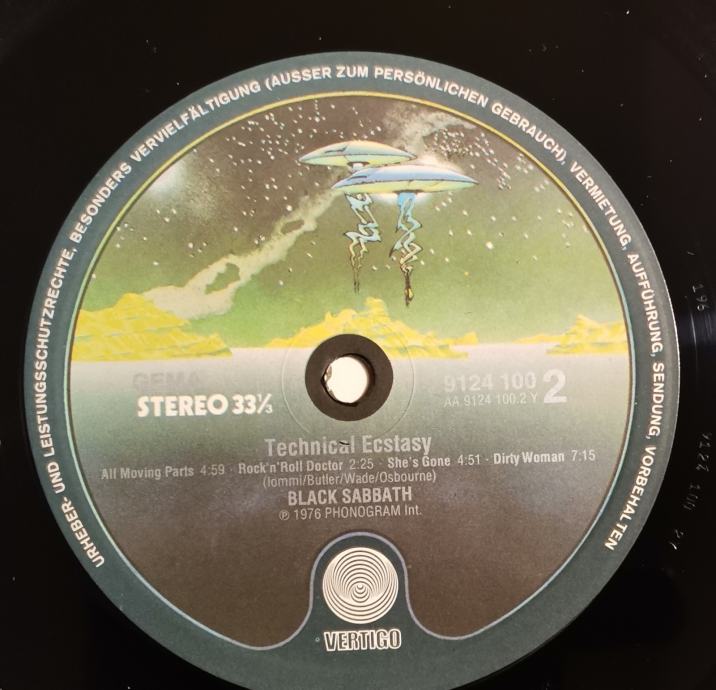 URHEBER- UND LEISTUNGSSCHUTZRECHTE, BESONDERS VERVIELFÄLTIGUNG (AUSSER ZUM PERSÖNLICHEN GEBRAUCH), VERMIETUNG, AUFFÜHRUNG, SENDUNG, VORBEHALTEN
GEMA
STEREO 33⅓
9124 100 2
AA 9124 100.2 Y
Technical Ecstasy
All Moving Parts 4:59 · Rock'n'Roll Doctor 2:25 · She's Gone 4:51 · Dirty Woman 7:15
(Iommi/Butler/Wade/Osbourne)
BLACK SABBATH
℗ 1976 PHONOGRAM Int.
VERTIGO